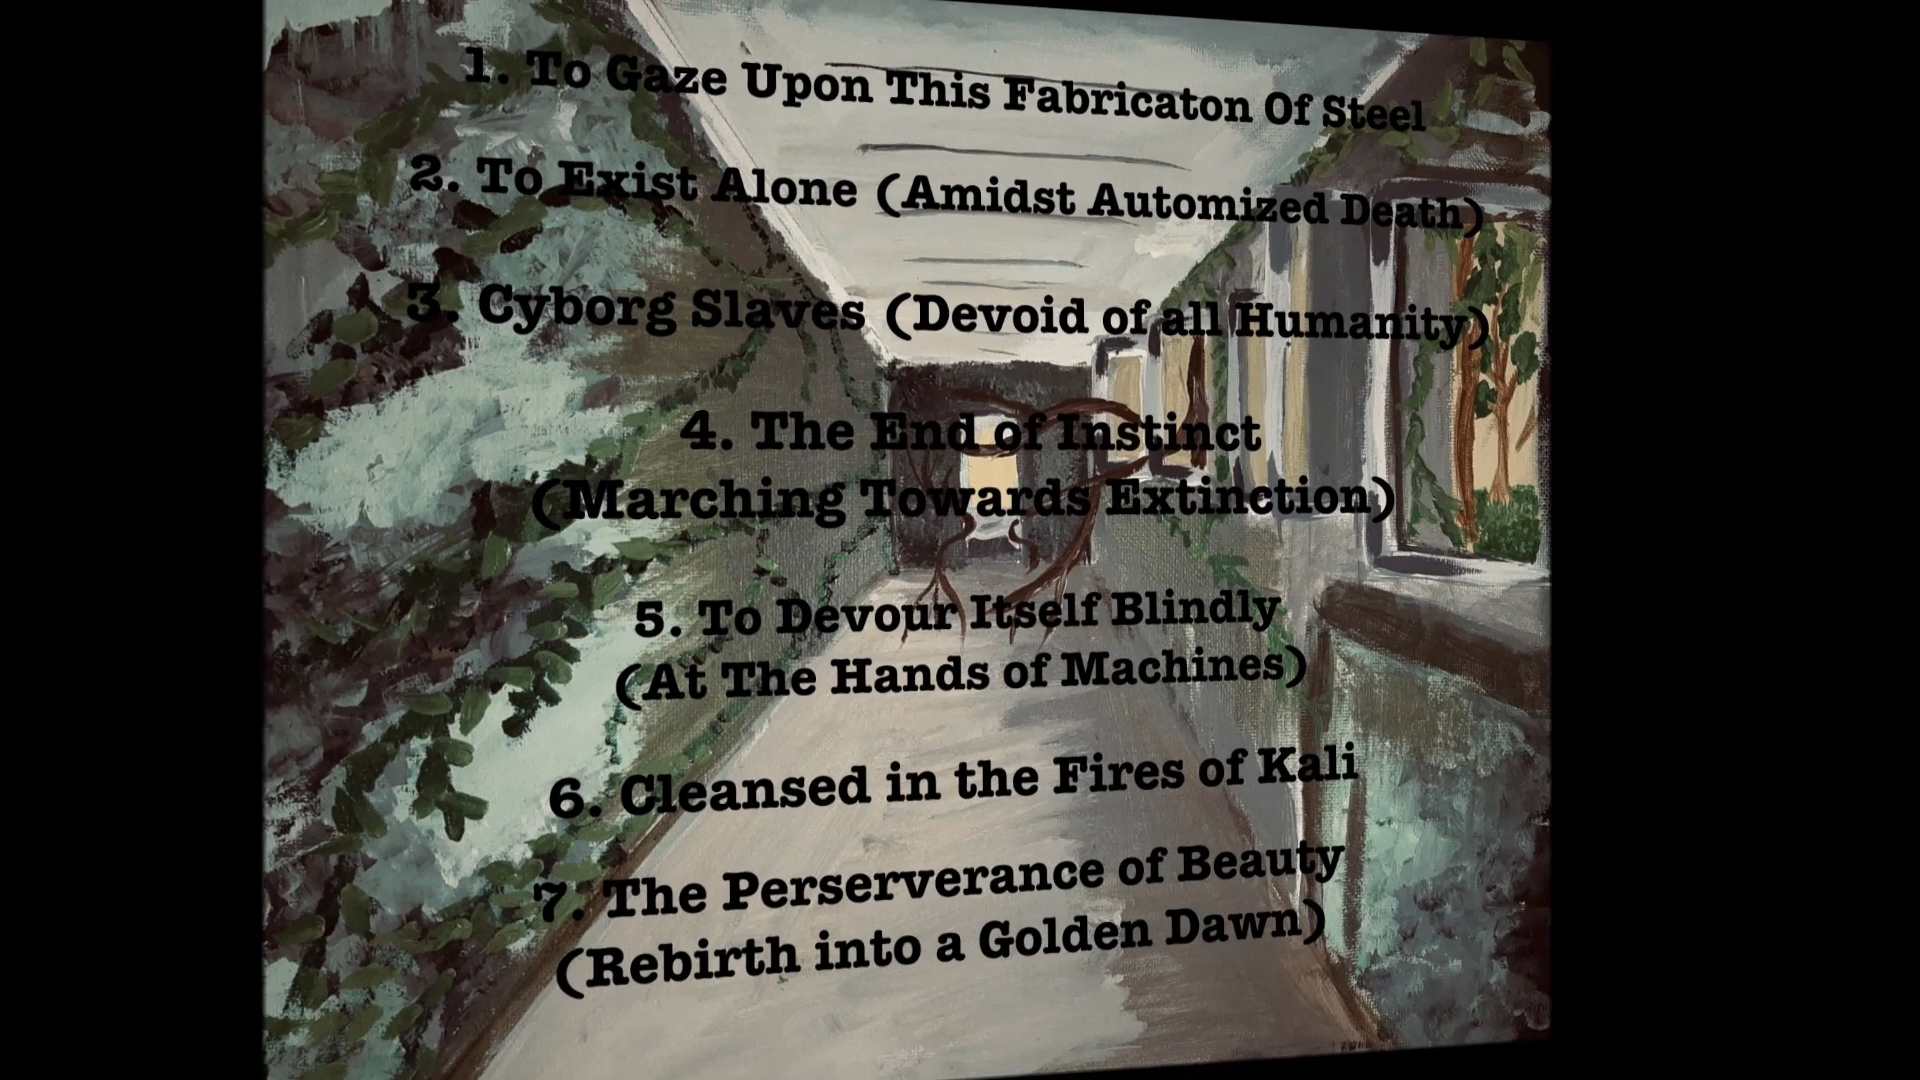 1. To Gaze Upon This Fabricaton Of Steel
2. To Exist Alone (Amidst Automized Death)
3. Cyborg Slaves (Devoid of all Humanity)
4. The End of Instinct
(Marching Towards Extinction)
5. To Devour Itself Blindly
(At The Hands of Machines)
6. Cleansed in the Fires of Kali
7. The Perserverance of Beauty
(Rebirth into a Golden Dawn)